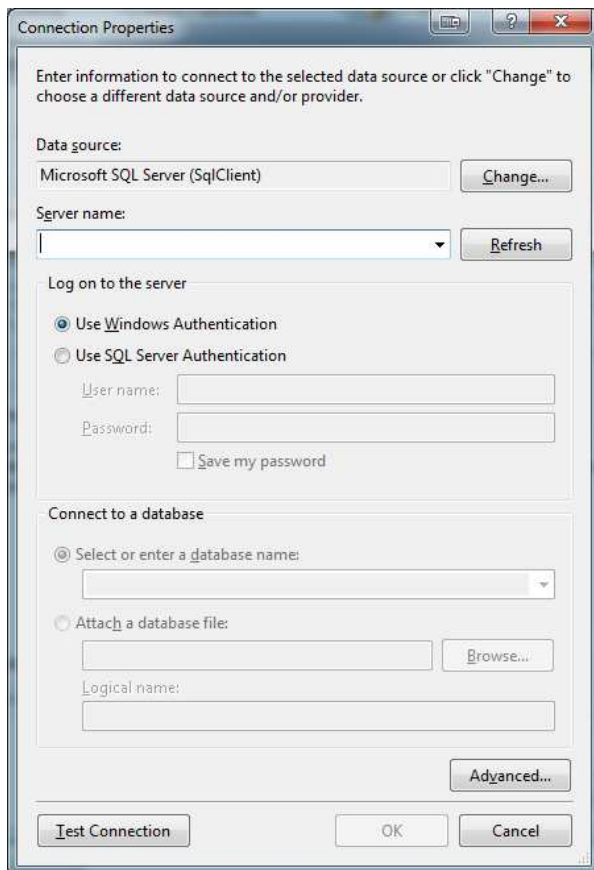 Connection Properties
?
Enter information to connect to the selected data source or click "Change" to
choose a different data source and/or provider.
Data source:
Microsoft SQL Server (SqlClient)
Change...
Server name:
Refresh
Log on to the server
Use Windows Authentication
Use SQL Server Authentication
User name:
Password:
Save my password
Connect to a database
Select or enter a database name:
Attach a database file:
Browse...
Logical name:
Advanced...
Test Connection
OK
Cancel